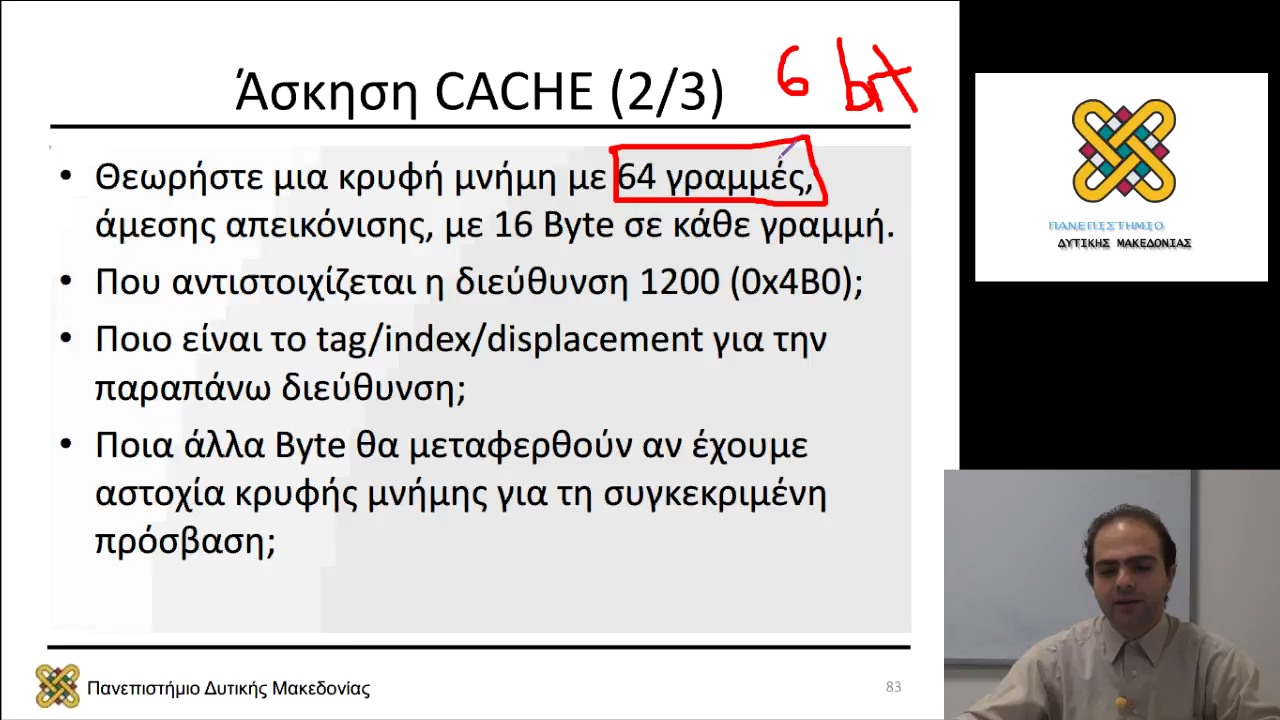 Άσκηση CACHE (2/3)
6 bit
• Θεωρήστε μια κρυφή μνήμη με 64 γραμμές,
άμεσης απεικόνισης, με 16 Byte σε κάθε γραμμή.
• Που αντιστοιχίζεται η διεύθυνση 1200 (0x4B0);
• Ποιο είναι το tag/index/displacement για την
παραπάνω διεύθυνση;
• Ποια άλλα Byte θα μεταφερθούν αν έχουμε
αστοχία κρυφής μνήμης για τη συγκεκριμένη
πρόσβαση;
Πανεπιστήμιο Δυτικής Μακεδονίας
83
ΠΑΝΕΠΙΣΤΗΜΙΟ
ΔΥΤΙΚΗΣ ΜΑΚΕΔΟΝΙΑΣ